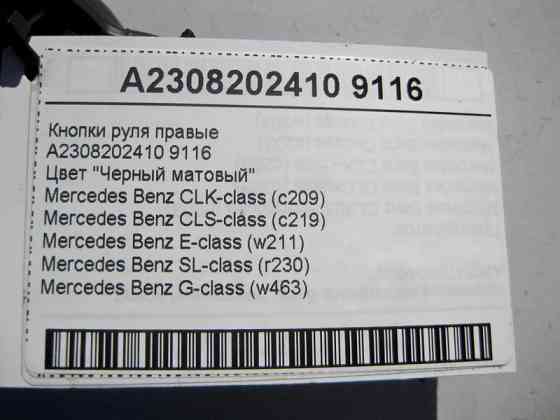 A2308202410 9116
Кнопки руля правые
A2308202410 9116
Цвет "Черный матовый"
Mercedes Benz CLK-class (c209)
Mercedes Benz CLS-class (c219)
Mercedes Benz E-class (w211)
Mercedes Benz SL-class (r230)
Mercedes Benz G-class (w463)